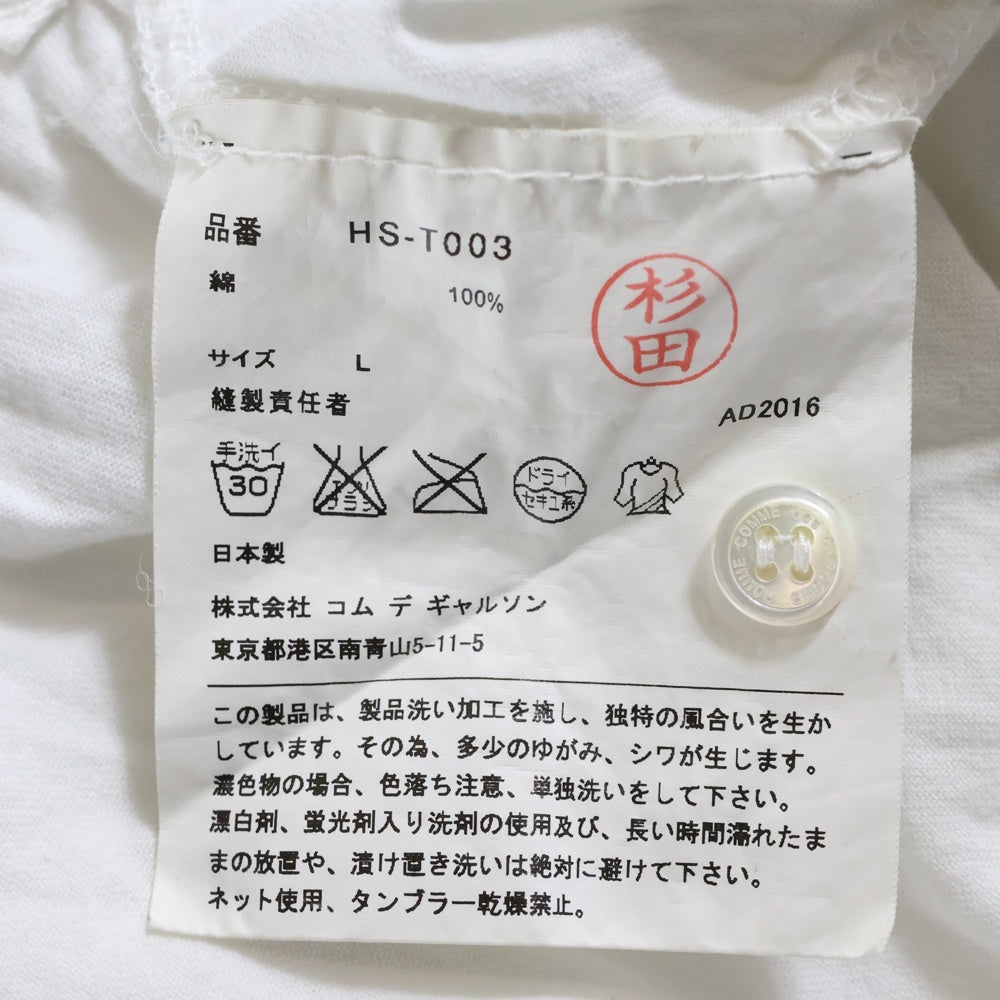 品番 HS-T003
綿 100%
杉田
サイズ L
縫製責任者
AD2016
手洗イ
30
エンソ
ブラシ
ドライ
セキユ系
日本製
株式会社 コム デ ギャルソン
東京都港区南青山5-11-5
COMME COMME
HOMME
この製品は、製品洗い加工を施し、独特の風合いを生か
しています。その為、多少のゆがみ、シワが生じます。
濃色物の場合、色落ち注意、単独洗いをして下さい。
漂白剤、蛍光剤入り洗剤の使用及び、長い時間濡れたま
まの放置や、漬け置き洗いは絶対に避けて下さい。
ネット使用、タンブラー乾燥禁止。